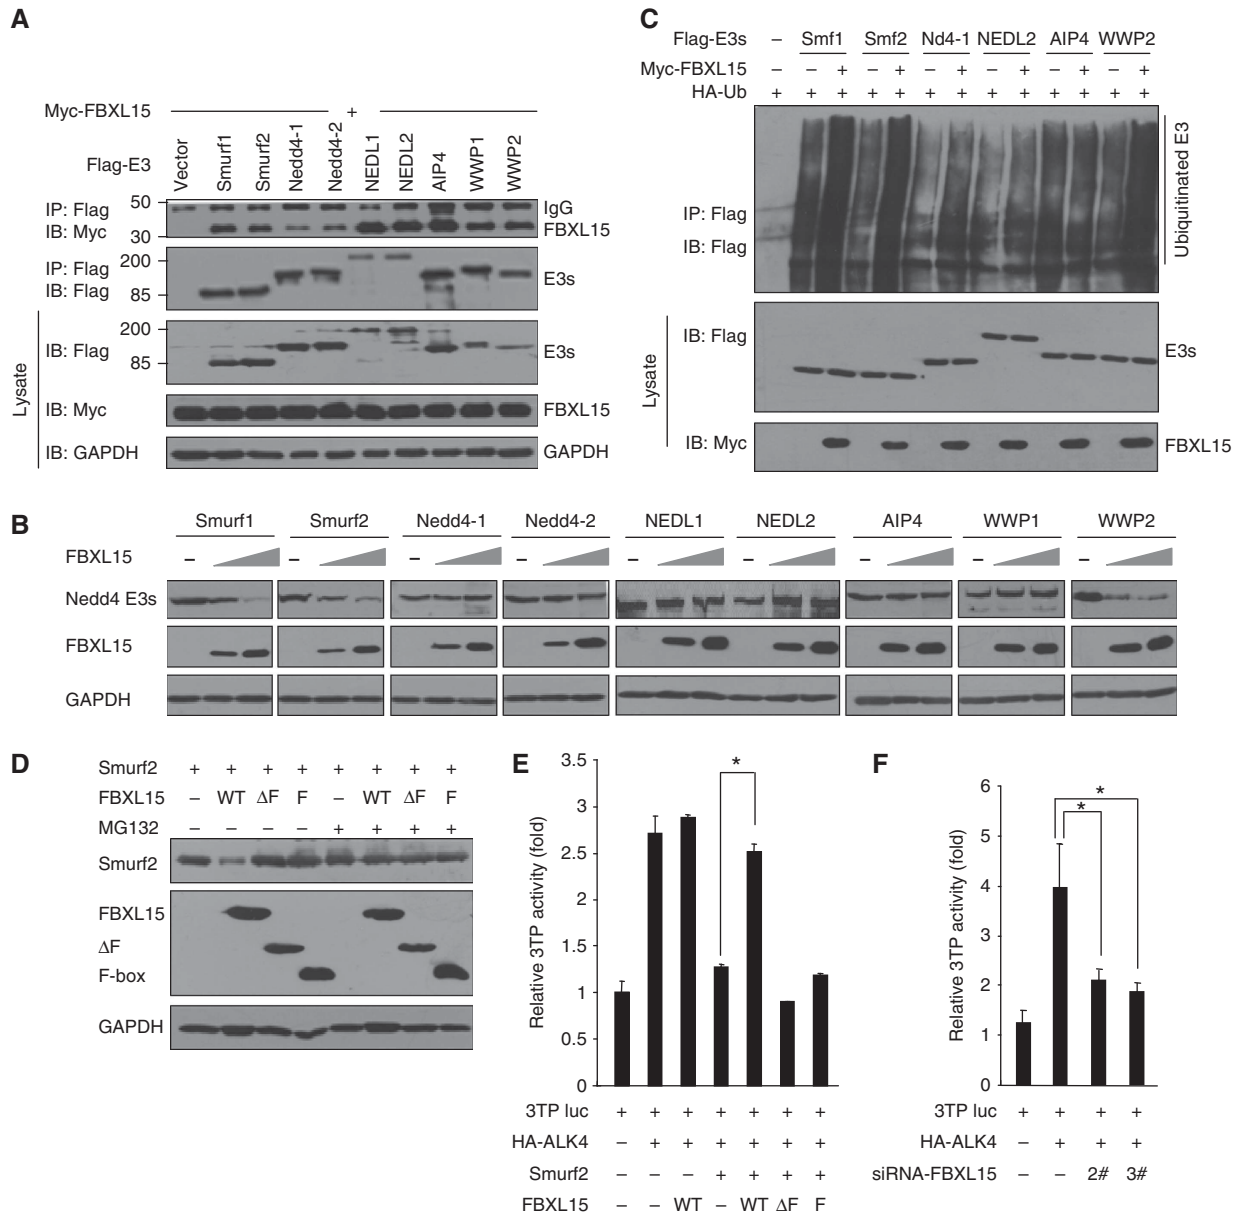 A
Myc-FBXL15 +
Flag-E3 Vector Smurf1 Smurf2 Nedd4-1 Nedd4-2 NEDL1 NEDL2 AIP4 WWP1 WWP2
IP: Flag 50 IgG
IB: Myc 30 FBXL15
IP: Flag 200
IB: Flag 85 E3s
Lysate
IB: Flag 200 E3s
85
IB: Myc FBXL15
IB: GAPDH GAPDH
C
Flag-E3s – Smf1 Smf2 Nd4-1 NEDL2 AIP4 WWP2
Myc-FBXL15 – – + – + – + – + – + – +
HA-Ub + + + + + + + + + + + + +
IP: Flag
IB: Flag
Ubiquitinated E3
Lysate
IB: Flag E3s
IB: Myc FBXL15
B
Smurf1 Smurf2 Nedd4-1 Nedd4-2 NEDL1 NEDL2 AIP4 WWP1 WWP2
FBXL15 – – – – – – – – –
Nedd4 E3s
FBXL15
GAPDH
D
Smurf2 + + + + + + + +
FBXL15 – WT ΔF F – WT ΔF F
MG132 – – – – + + + +
Smurf2
FBXL15
ΔF
F-box
GAPDH
E
Relative 3TP activity (fold)
3.5
3
2.5
2
1.5
1
0.5
0
*
3TP luc + + + + + + +
HA-ALK4 – + + + + + +
Smurf2 – – – + + + +
FBXL15 – – WT – WT ΔF F
F
Relative 3TP activity (fold)
6
5
4
3
2
1
0
*
*
3TP luc + + + +
HA-ALK4 – + + +
siRNA-FBXL15 – – 2# 3#